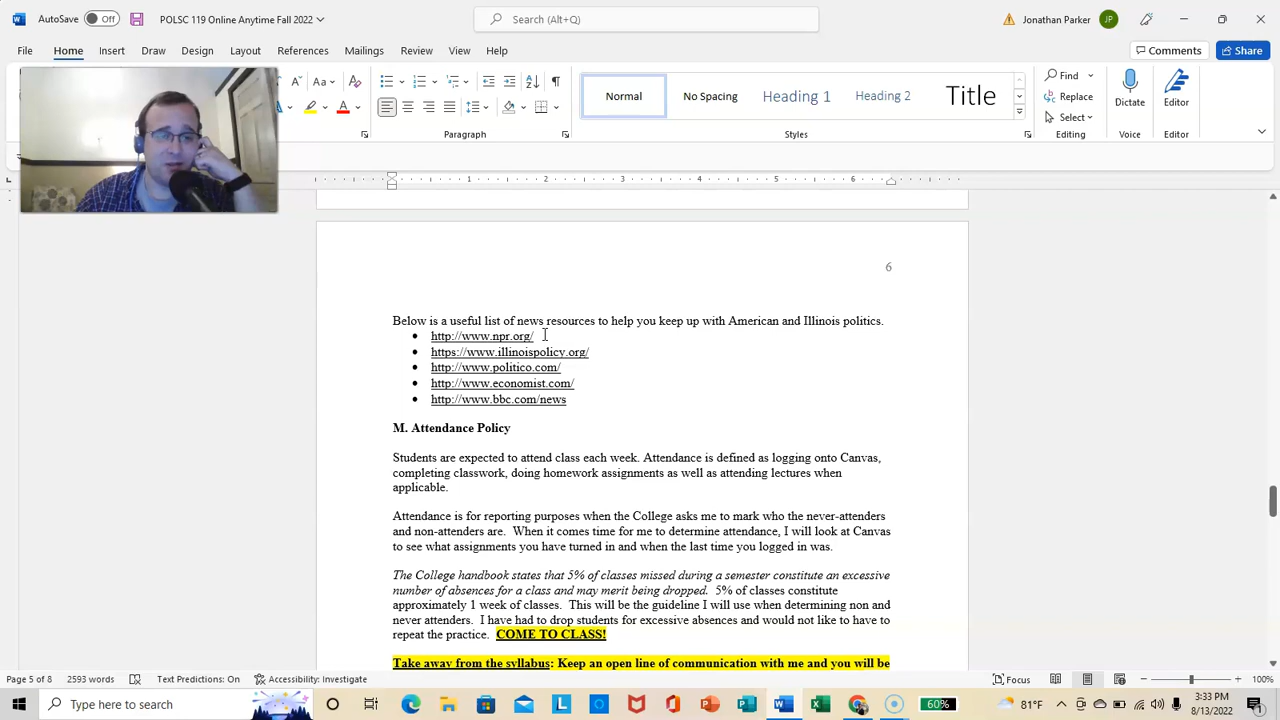 AutoSave Off POLSC 119 Online Anytime Fall 2022 Search (Alt+Q) Jonathan Parker JP
File Home Insert Draw Design Layout References Mailings Review View Help Comments Share
Aa A Normal No Spacing Heading 1 Heading 2 Title Find Replace Select Dictate Editor
Paragraph Styles Editing Voice Editor
1 2 3 4 5 6
6
Below is a useful list of news resources to help you keep up with American and Illinois politics.
• http://www.npr.org/
• https://www.illinoispolicy.org/
• http://www.politico.com/
• http://www.economist.com/
• http://www.bbc.com/news
M. Attendance Policy
Students are expected to attend class each week. Attendance is defined as logging onto Canvas,
completing classwork, doing homework assignments as well as attending lectures when
applicable.
Attendance is for reporting purposes when the College asks me to mark who the never-attenders
and non-attenders are. When it comes time for me to determine attendance, I will look at Canvas
to see what assignments you have turned in and when the last time you logged in was.
The College handbook states that 5% of classes missed during a semester constitute an excessive
number of absences for a class and may merit being dropped. 5% of classes constitute
approximately 1 week of classes. This will be the guideline I will use when determining non and
never attenders. I have had to drop students for excessive absences and would not like to have to
repeat the practice. COME TO CLASS!
Take away from the syllabus: Keep an open line of communication with me and you will be
Page 5 of 8 2593 words Text Predictions: On Accessibility: Investigate Focus 100%
Type here to search 60% 81°F 3:33 PM
8/13/2022